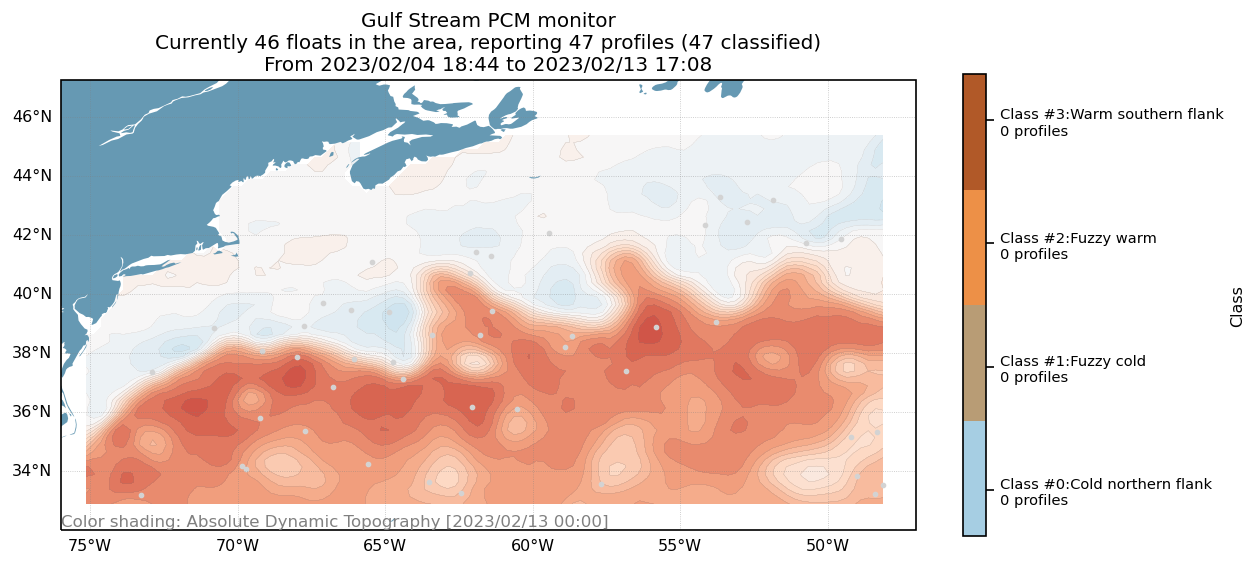 Gulf Stream PCM monitor
Currently 46 floats in the area, reporting 47 profiles (47 classified)
From 2023/02/04 18:44 to 2023/02/13 17:08
46°N
44°N
42°N
40°N
38°N
36°N
34°N
Color shading: Absolute Dynamic Topography [2023/02/13 00:00]
75°W 70°W 65°W 60°W 55°W 50°W
Class #3:Warm southern flank
0 profiles
Class #2:Fuzzy warm
0 profiles
Class #1:Fuzzy cold
0 profiles
Class #0:Cold northern flank
0 profiles
Class